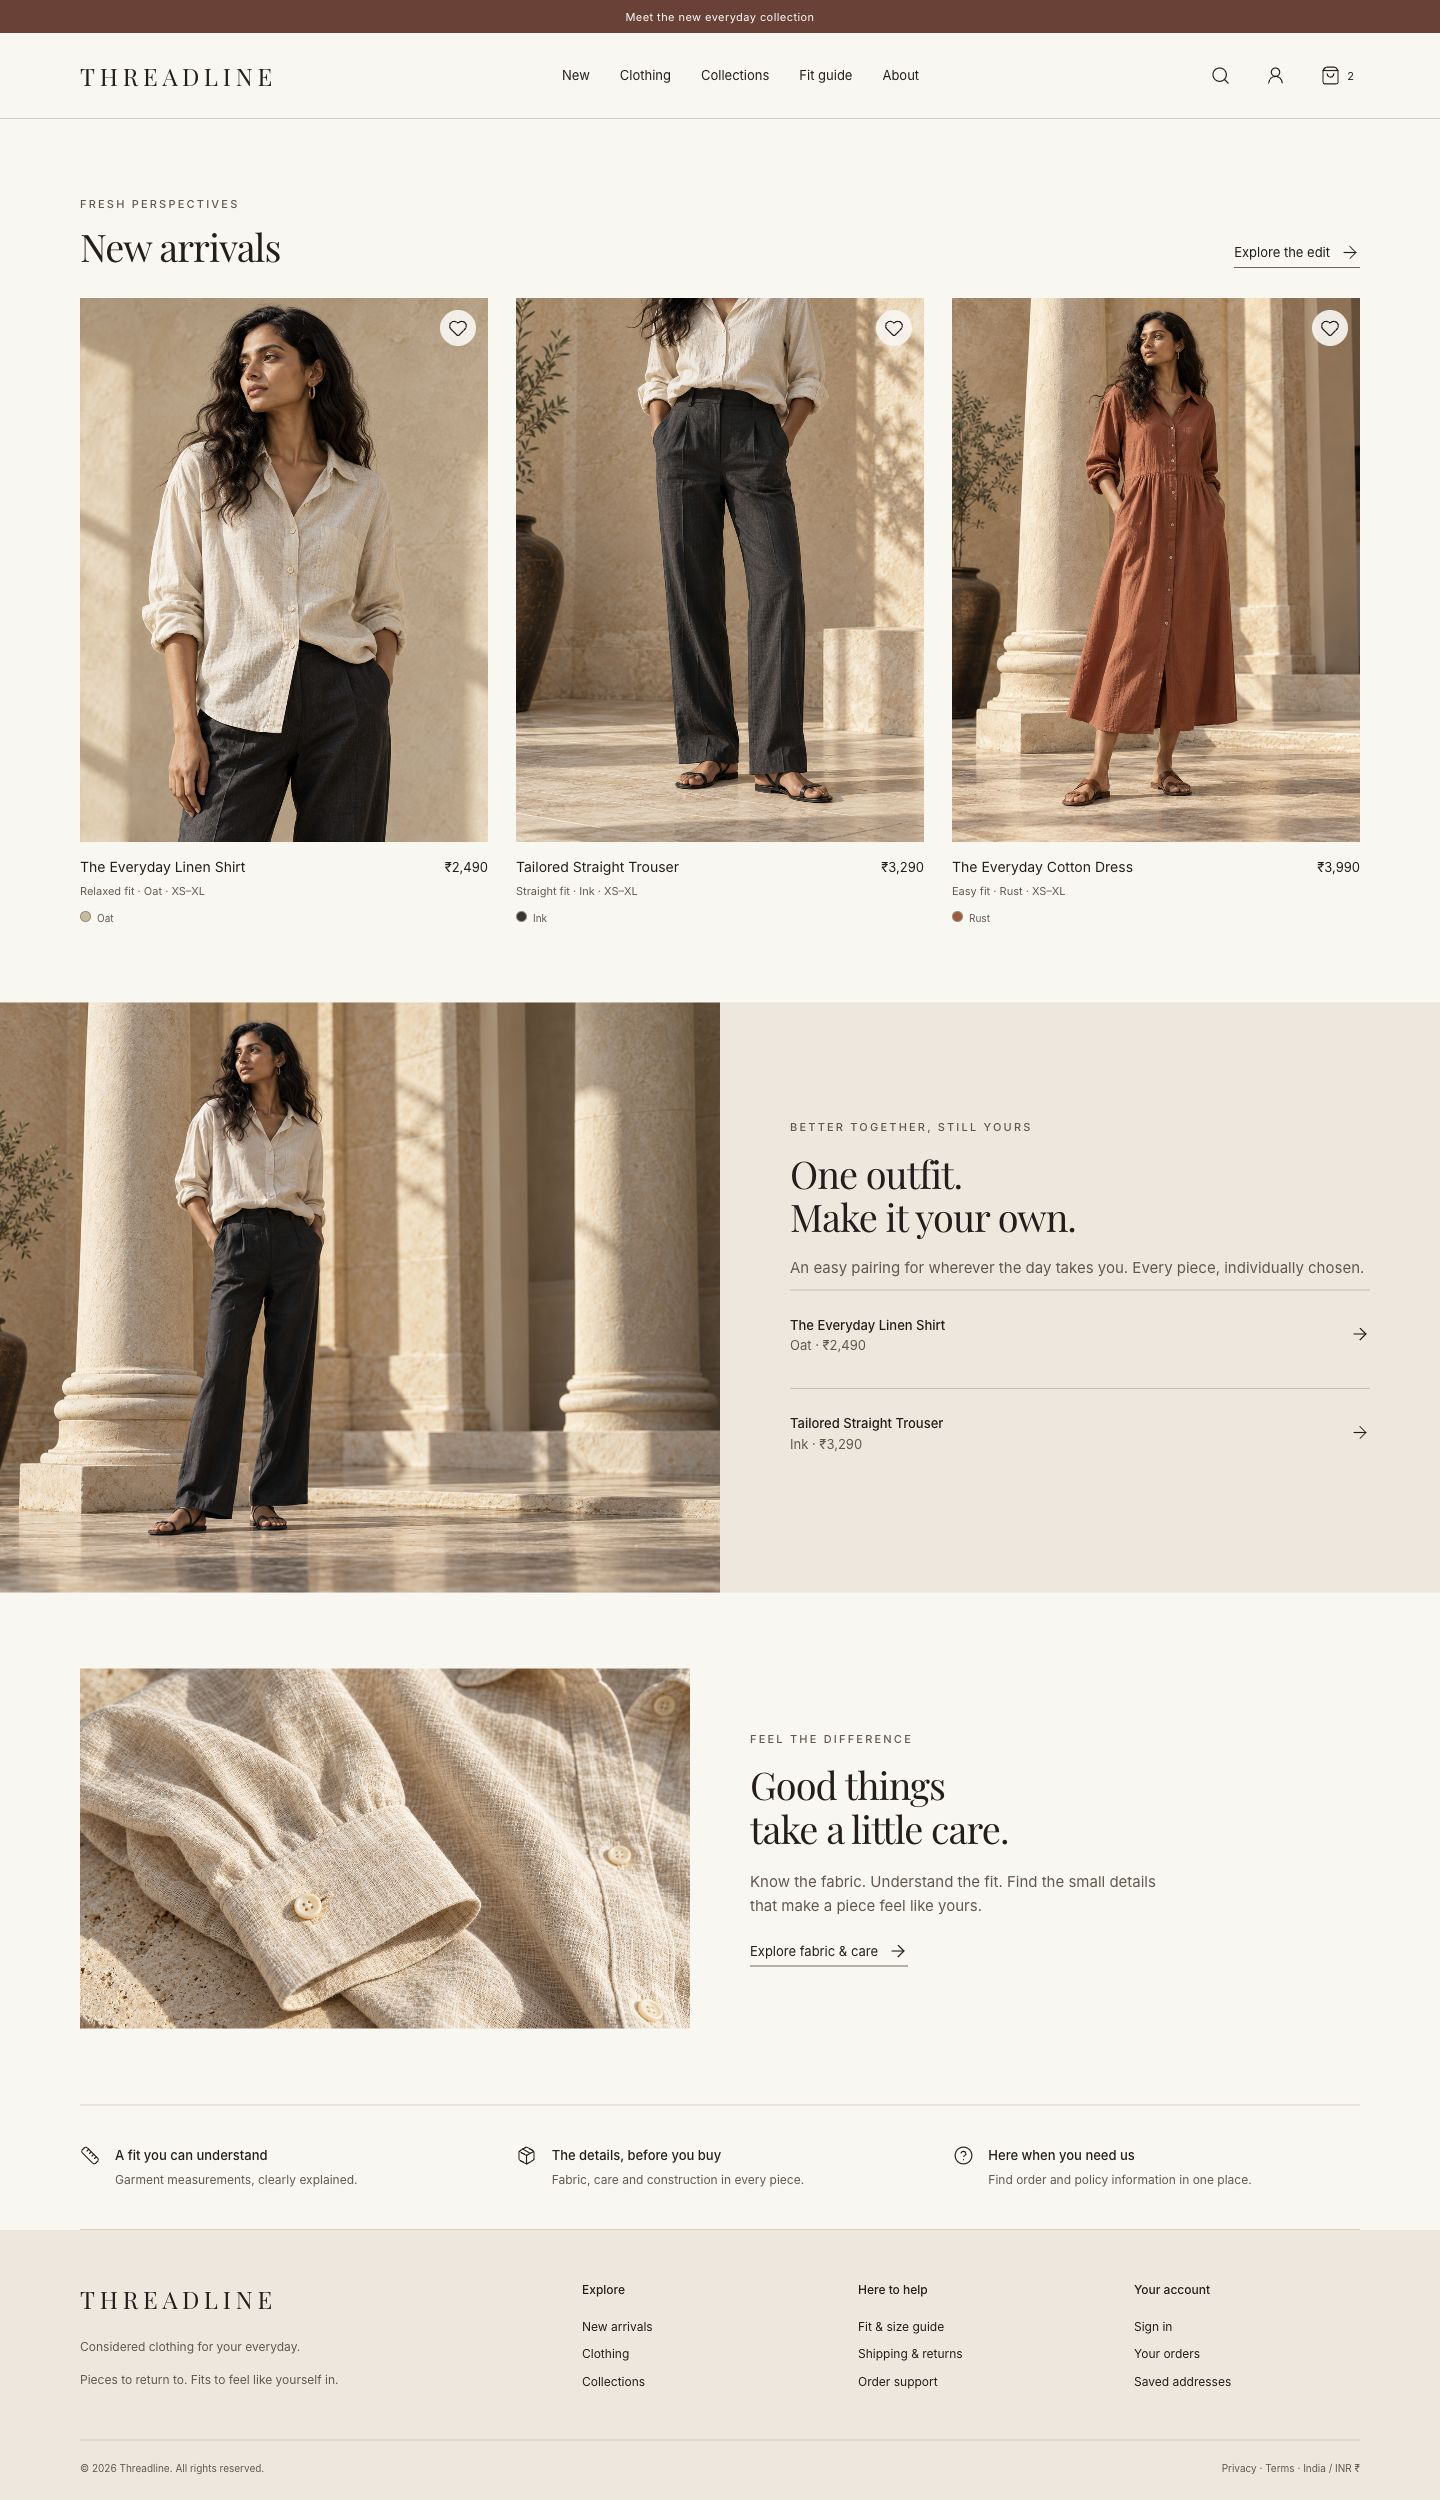 Meet the new everyday collection
THREADLINE
New Clothing Collections Fit guide About
2
FRESH PERSPECTIVES
New arrivals
Explore the edit
The Everyday Linen Shirt ₹2,490
Relaxed fit · Oat · XS–XL
Oat
Tailored Straight Trouser ₹3,290
Straight fit · Ink · XS–XL
Ink
The Everyday Cotton Dress ₹3,990
Easy fit · Rust · XS–XL
Rust
BETTER TOGETHER, STILL YOURS
One outfit.
Make it your own.
An easy pairing for wherever the day takes you. Every piece, individually chosen.
The Everyday Linen Shirt
Oat · ₹2,490
Tailored Straight Trouser
Ink · ₹3,290
FEEL THE DIFFERENCE
Good things
take a little care.
Know the fabric. Understand the fit. Find the small details
that make a piece feel like yours.
Explore fabric & care
A fit you can understand
Garment measurements, clearly explained.
The details, before you buy
Fabric, care and construction in every piece.
Here when you need us
Find order and policy information in one place.
THREADLINE
Considered clothing for your everyday.
Pieces to return to. Fits to feel like yourself in.
Explore
New arrivals
Clothing
Collections
Here to help
Fit & size guide
Shipping & returns
Order support
Your account
Sign in
Your orders
Saved addresses
© 2026 Threadline. All rights reserved.
Privacy · Terms · India / INR ₹